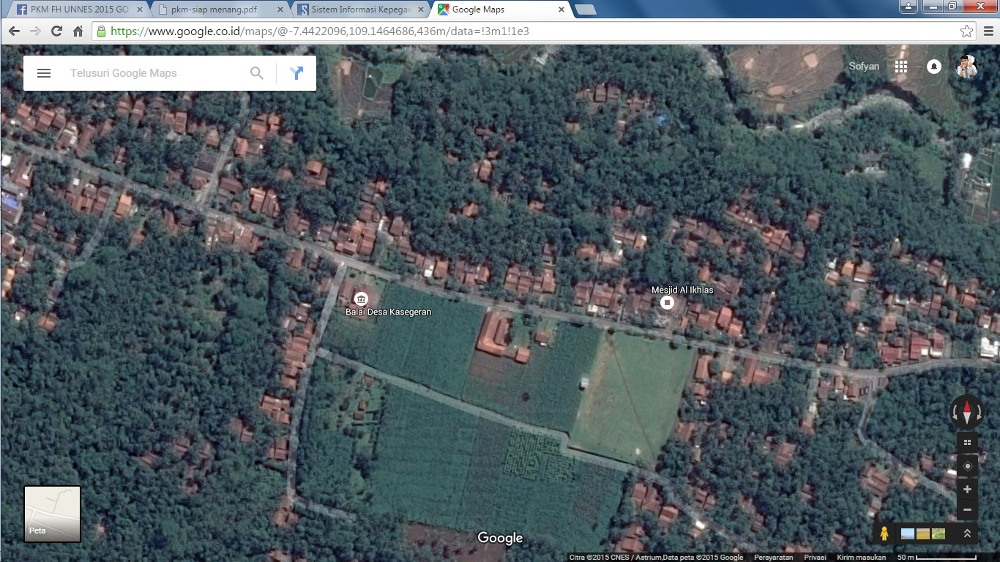 PKM FH UNNES 2015 GO
pkm-siap menang.pdf
Sistem Informasi Kepegaw
Google Maps
https://www.google.co.id/maps/@-7.4422096,109.1464686,436m/data=!3m1!1e3
Telusuri Google Maps
Sofyan
Mesjid Al Ikhlas
Balai Desa Kasegeran
Peta
Google
Citra ©2015 CNES / Astrium,Data peta ©2015 Google Persyaratan Privasi Kirim masukan 50 m